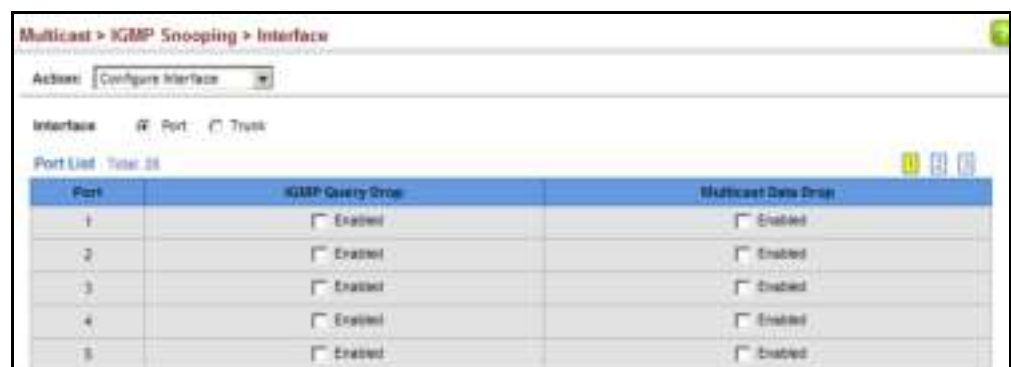 Multicast > IGMP Snooping > Interface
Action: Configure Interface
Interface Port Trunk
Port List Total: 28 1 2 3
Port IGMP Query Drop Multicast Data Drop
1 Enabled Enabled
2 Enabled Enabled
3 Enabled Enabled
4 Enabled Enabled
5 Enabled Enabled